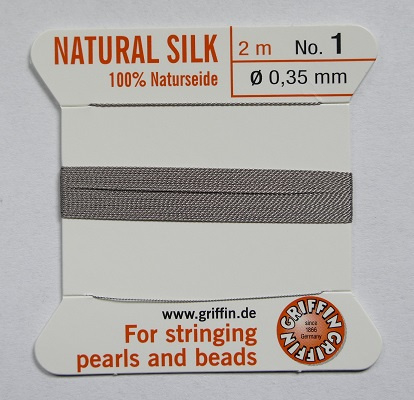 NATURAL SILK
100% Naturseide
2 m No. 1
Ø 0,35 mm
www.griffin.de
For stringing
pearls and beads
GRIFFIN GRIFFIN
since
1866
Germany